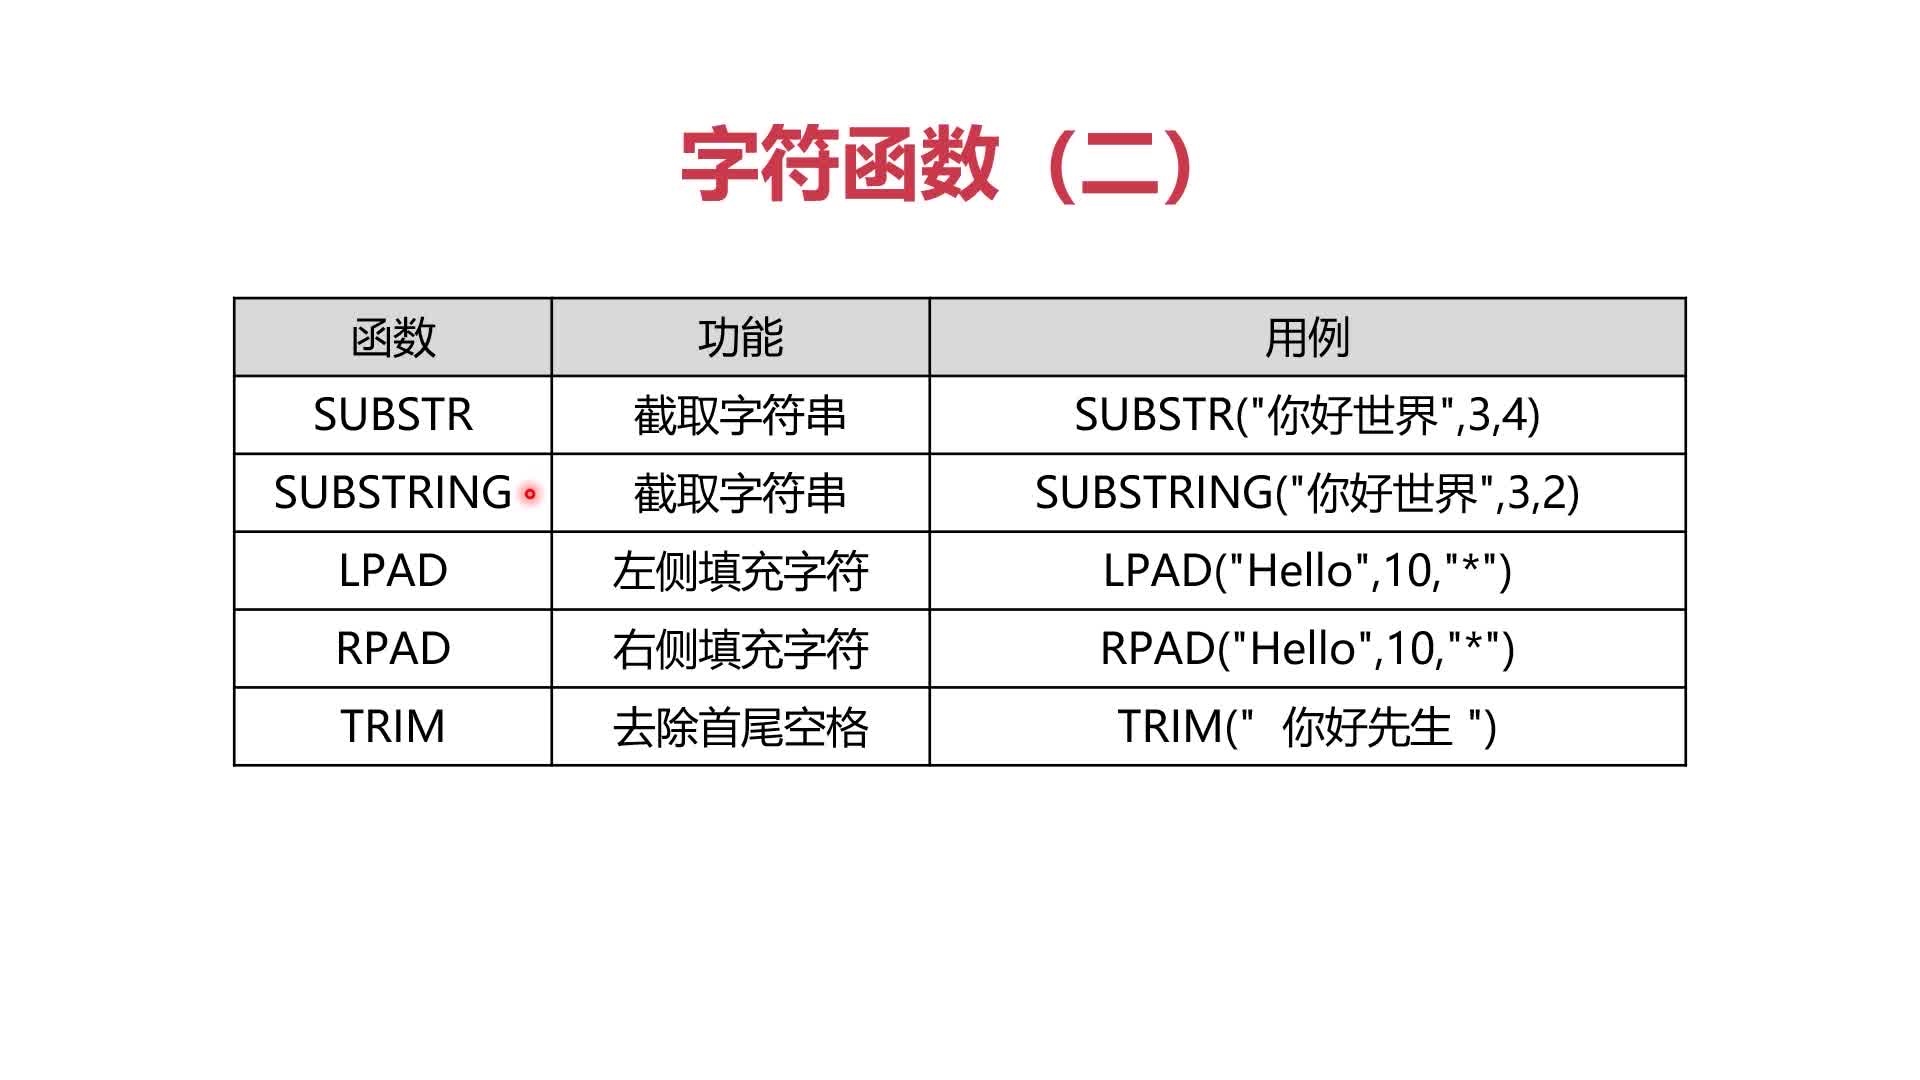 字符函数（二）
函数 功能 用例
SUBSTR 截取字符串 SUBSTR("你好世界",3,4)
SUBSTRING 截取字符串 SUBSTRING("你好世界",3,2)
LPAD 左侧填充字符 LPAD("Hello",10,"*")
RPAD 右侧填充字符 RPAD("Hello",10,"*")
TRIM 去除首尾空格 TRIM("  你好先生 ")